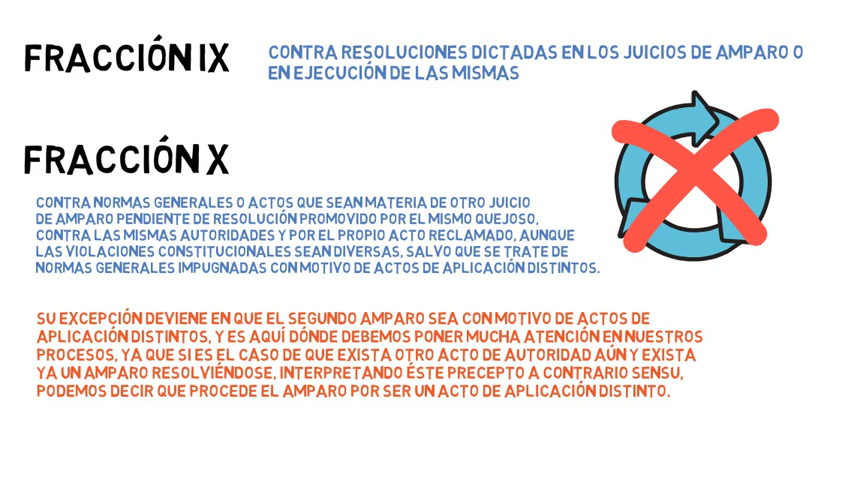 FRACCIÓN IX
CONTRA RESOLUCIONES DICTADAS EN LOS JUICIOS DE AMPARO O
EN EJECUCIÓN DE LAS MISMAS
FRACCIÓN X
CONTRA NORMAS GENERALES O ACTOS QUE SEAN MATERIA DE OTRO JUICIO
DE AMPARO PENDIENTE DE RESOLUCIÓN PROMOVIDO POR EL MISMO QUEJOSO,
CONTRA LAS MISMAS AUTORIDADES Y POR EL PROPIO ACTO RECLAMADO, AUNQUE
LAS VIOLACIONES CONSTITUCIONALES SEAN DIVERSAS, SALVO QUE SE TRATE DE
NORMAS GENERALES IMPUGNADAS CON MOTIVO DE ACTOS DE APLICACIÓN DISTINTOS.
SU EXCEPCIÓN DEVIENE EN QUE EL SEGUNDO AMPARO SEA CON MOTIVO DE ACTOS DE
APLICACIÓN DISTINTOS, Y ES AQUÍ DÓNDE DEBEMOS PONER MUCHA ATENCIÓN EN NUESTROS
PROCESOS, YA QUE SI ES EL CASO DE QUE EXISTA OTRO ACTO DE AUTORIDAD AÚN Y EXISTA
YA UN AMPARO RESOLVIÉNDOSE, INTERPRETANDO ÉSTE PRECEPTO A CONTRARIO SENSU,
PODEMOS DECIR QUE PROCEDE EL AMPARO POR SER UN ACTO DE APLICACIÓN DISTINTO.